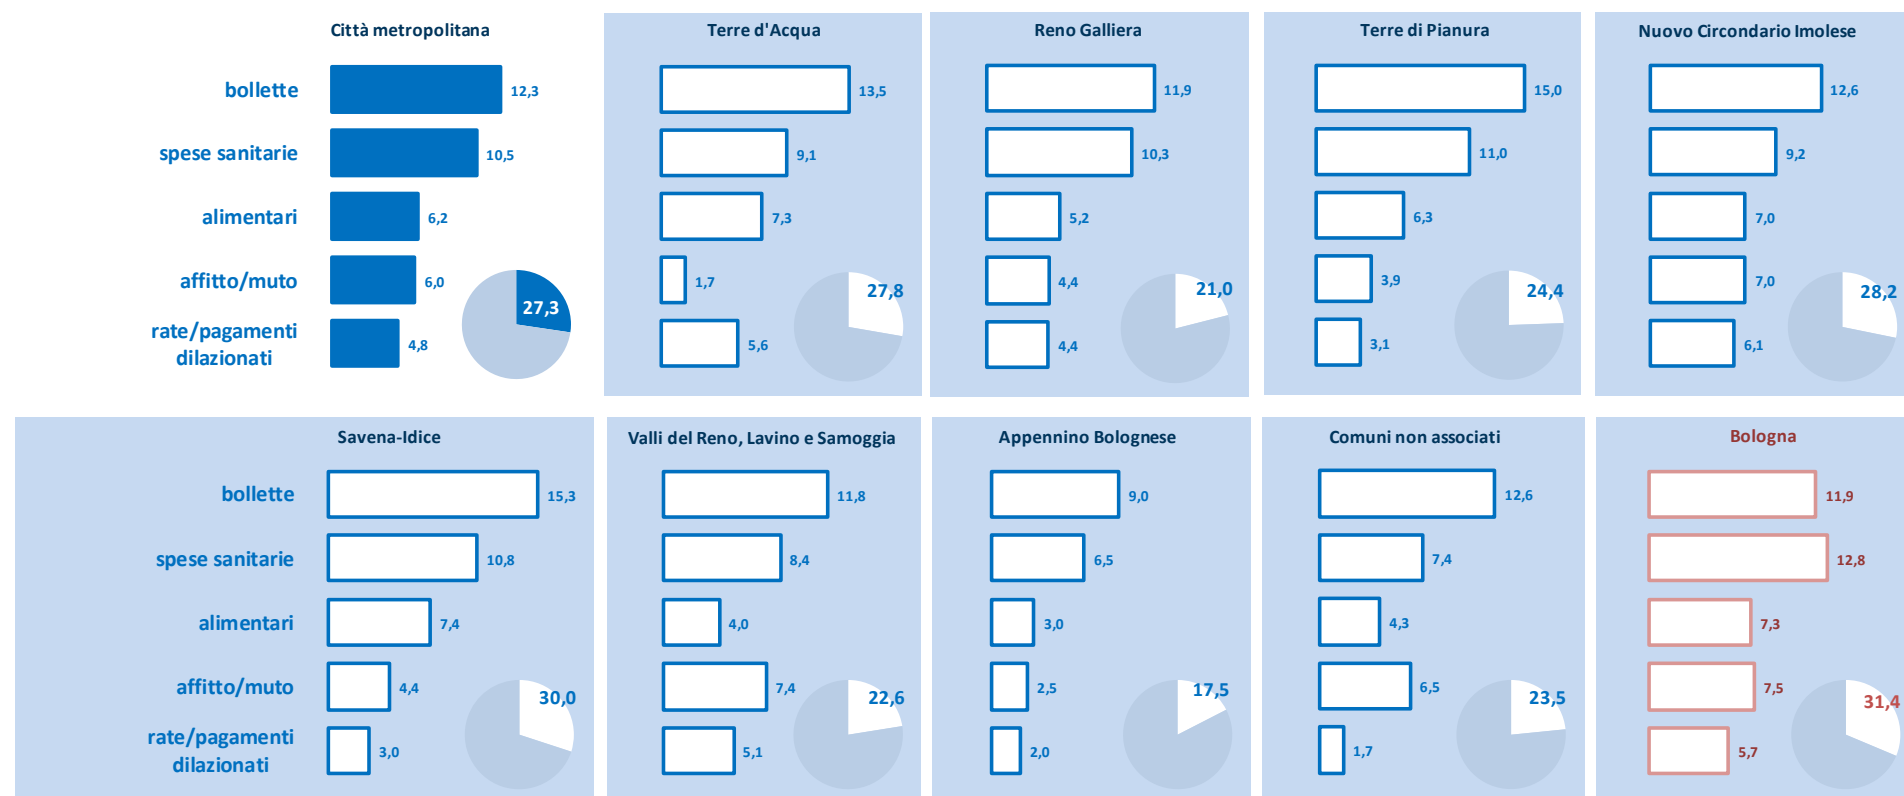 Città metropolitana
bollette
12,3
spese sanitarie
10,5
alimentari
6,2
affitto/muto
6,0
rate/pagamenti
dilazionati
4,8
27,3
Terre d'Acqua
13,5
9,1
7,3
1,7
5,6
27,8
Reno Galliera
11,9
10,3
5,2
4,4
4,4
21,0
Terre di Pianura
15,0
11,0
6,3
3,9
3,1
24,4
Nuovo Circondario Imolese
12,6
9,2
7,0
7,0
6,1
28,2
Savena-Idice
bollette
15,3
spese sanitarie
10,8
alimentari
7,4
affitto/muto
4,4
rate/pagamenti
dilazionati
3,0
30,0
Valli del Reno, Lavino e Samoggia
11,8
8,4
4,0
7,4
5,1
22,6
Appennino Bolognese
9,0
6,5
3,0
2,5
2,0
17,5
Comuni non associati
12,6
7,4
4,3
6,5
1,7
23,5
Bologna
11,9
12,8
7,3
7,5
5,7
31,4